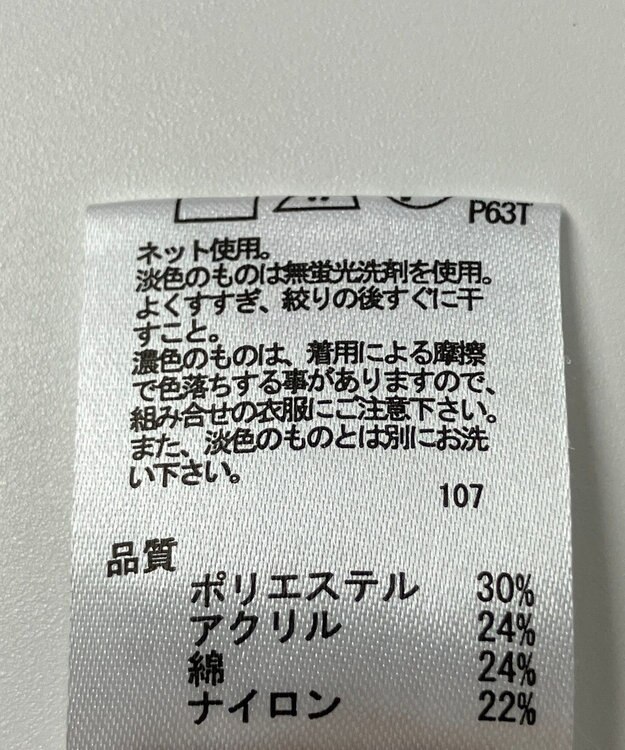 P63T
ネット使用。
淡色のものは無蛍光洗剤を使用。
よくすすぎ、絞りの後すぐに干
すこと。
濃色のものは、着用による摩擦
で色落ちする事がありますので、
組み合せの衣服にご注意下さい。
また、淡色のものとは別にお洗
い下さい。
107
品質
ポリエステル 30%
アクリル 24%
綿 24%
ナイロン 22%